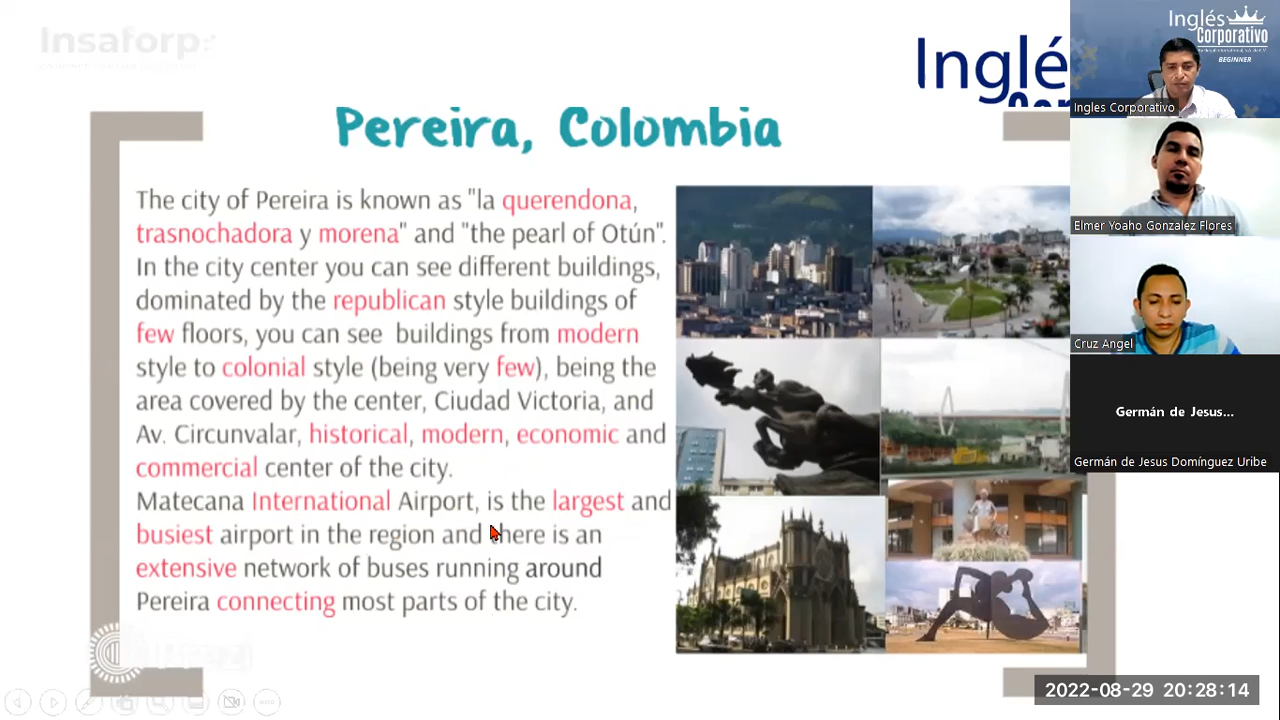 Insaforp
Inglé
Pereira, Colombia
The city of Pereira is known as "la querendona,
trasnochadora y morena" and "the pearl of Otún".
In the city center you can see different buildings,
dominated by the republican style buildings of
few floors, you can see buildings from modern
style to colonial style (being very few), being the
area covered by the center, Ciudad Victoria, and
Av. Circunvalar, historical, modern, economic and
commercial center of the city.
Matecana International Airport, is the largest and
busiest airport in the region and there is an
extensive network of buses running around
Pereira connecting most parts of the city.
Inglés
Corporativo
BEGINNER
Ingles Corporativo
Elmer Yoaho Gonzalez Flores
Cruz Angel
Germán de Jesus...
Germán de Jesus Domínguez Uribe
2022-08-29 20:28:14